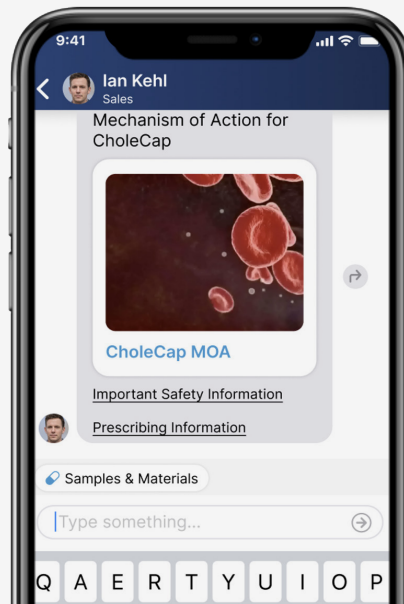 9:41
Ian Kehl
Sales
Mechanism of Action for
CholeCap
CholeCap MOA
Important Safety Information
Prescribing Information
Samples & Materials
Type something...
Q A E R T Y U I O P